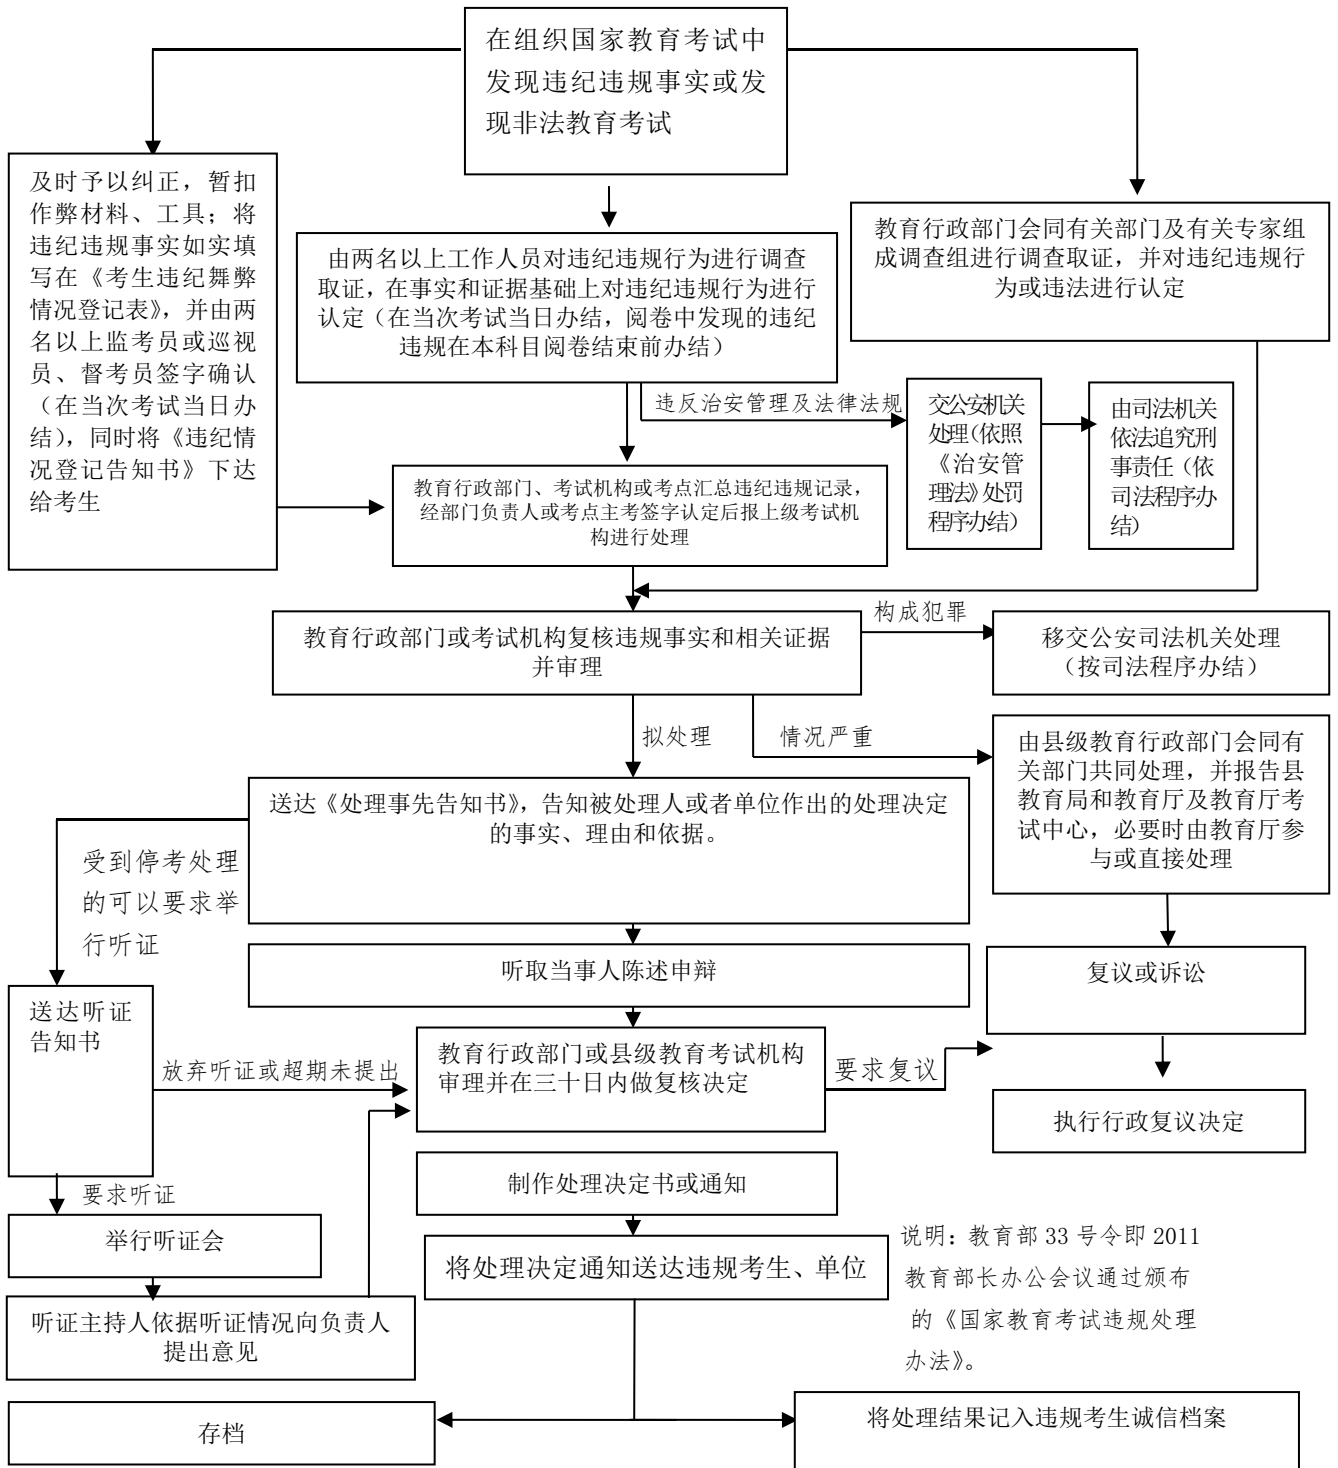 在组织国家教育考试中
发现违纪违规事实或发
现非法教育考试
及时予以纠正，暂扣
作弊材料、工具；将
违纪违规事实如实填
写在《考生违纪舞弊
情况登记表》，并由两
名以上监考员或巡视
员、督考员签字确认
（在当次考试当日办
结），同时将《违纪情
况登记告知书》下达
给考生
由两名以上工作人员对违纪违规行为进行调查
取证，在事实和证据基础上对违纪违规行为进行
认定（在当次考试当日办结，阅卷中发现的违纪
违规在本科目阅卷结束前办结）
教育行政部门会同有关部门及有关专家组
成调查组进行调查取证，并对违纪违规行
为或违法进行认定
违反治安管理及法律法规
交公安机关
处理（依照
《治安管
理法》处罚
程序办结）
由司法机关
依法追究刑
事责任（依
司法程序办
结）
教育行政部门、考试机构或考点汇总违纪违规记录，
经部门负责人或考点主考签字认定后报上级考试机
构进行处理
教育行政部门或考试机构复核违规事实和相关证据
并审理
构成犯罪
移交公安司法机关处理
（按司法程序办结）
拟处理
情况严重
由县级教育行政部门会同有
关部门共同处理，并报告县
教育局和教育厅及教育厅考
试中心，必要时由教育厅参
与或直接处理
送达《处理事先告知书》，告知被处理人或者单位作出的处理决定
的事实、理由和依据。
受到停考处理
的可以要求举
行听证
听取当事人陈述申辩
复议或诉讼
送达听证
告知书
放弃听证或超期未提出
教育行政部门或县级教育考试机构
审理并在三十日内做复核决定
要求复议
执行行政复议决定
要求听证
制作处理决定书或通知
举行听证会
将处理决定通知送达违规考生、单位
说明：教育部 33 号令即 2011
教育部长办公会议通过颁布
的《国家教育考试违规处理
办法》。
听证主持人依据听证情况向负责人
提出意见
存档
将处理结果记入违规考生诚信档案